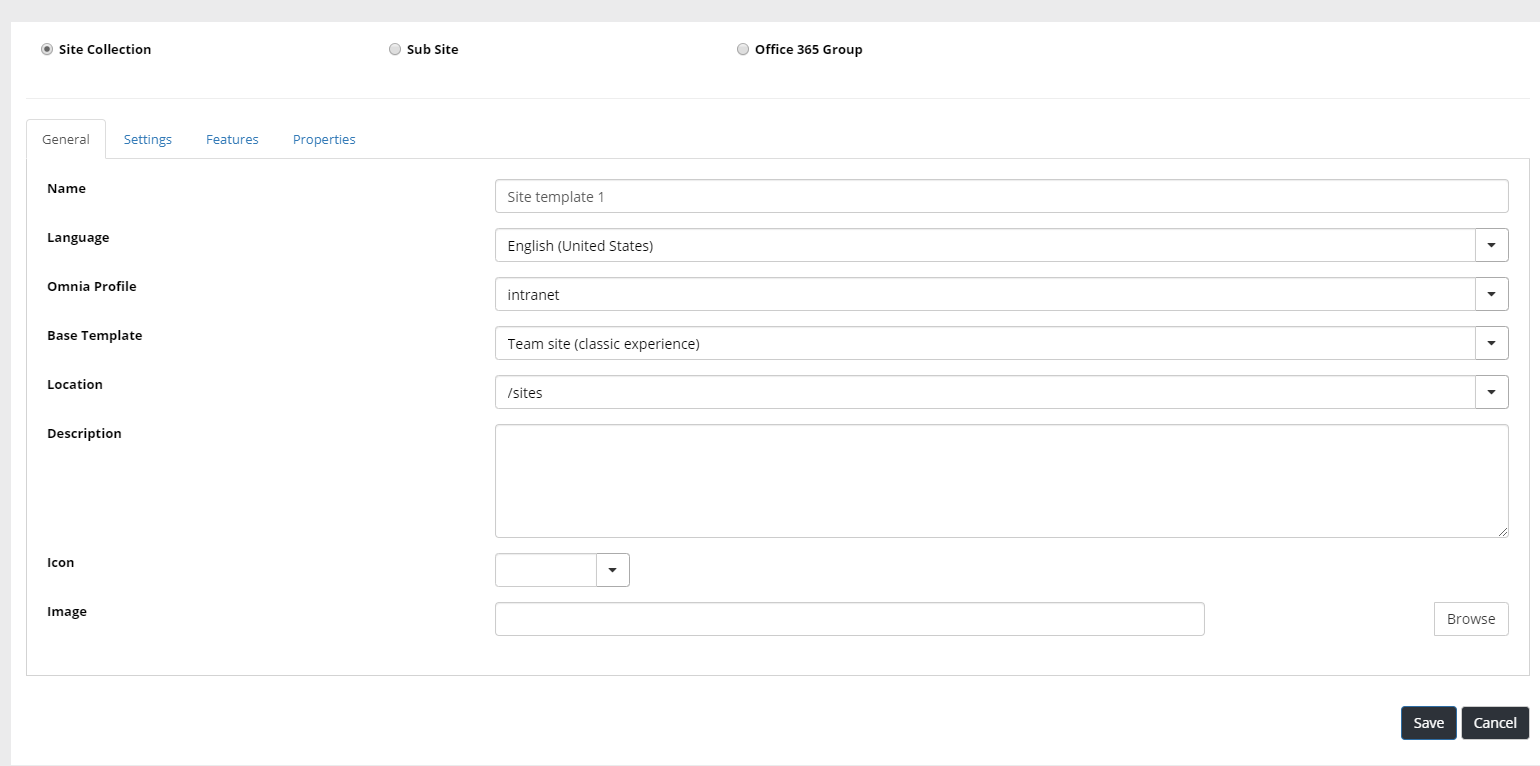 Site Collection Sub Site Office 365 Group
General Settings Features Properties
Name Site template 1
Language English (United States)
Omnia Profile intranet
Base Template Team site (classic experience)
Location /sites
Description
Icon
Image Browse
Save Cancel